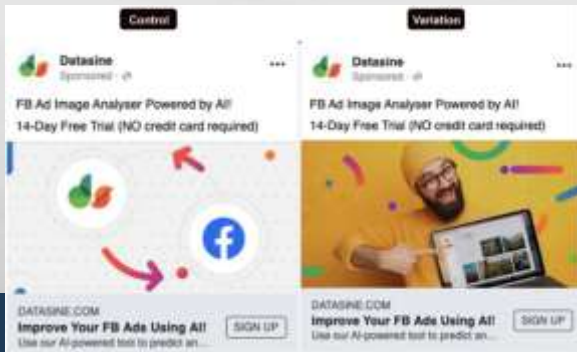 Control
Datasine
Sponsored
FB Ad Image Analyser Powered by AI!
14-Day Free Trial (NO credit card required)
DATASINE.COM
Improve Your FB Ads Using AI!
Use our AI-powered tool to predict an...
SIGN UP
Variation
Datasine
Sponsored
FB Ad Image Analyser Powered by AI!
14-Day Free Trial (NO credit card required)
DATASINE.COM
Improve Your FB Ads Using AI!
Use our AI-powered tool to predict an...
SIGN UP